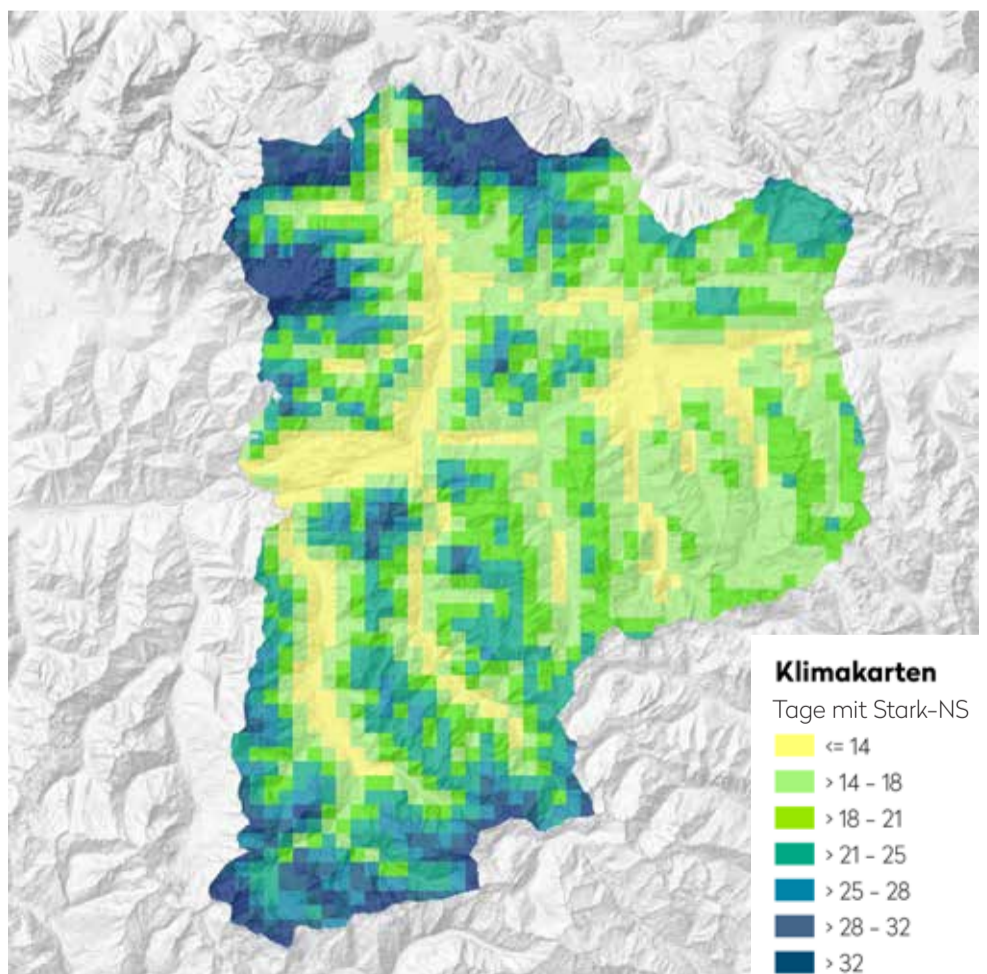 Klimakarten
Tage mit Stark-NS
<= 14
> 14 - 18
> 18 - 21
> 21 - 25
> 25 - 28
> 28 - 32
> 32